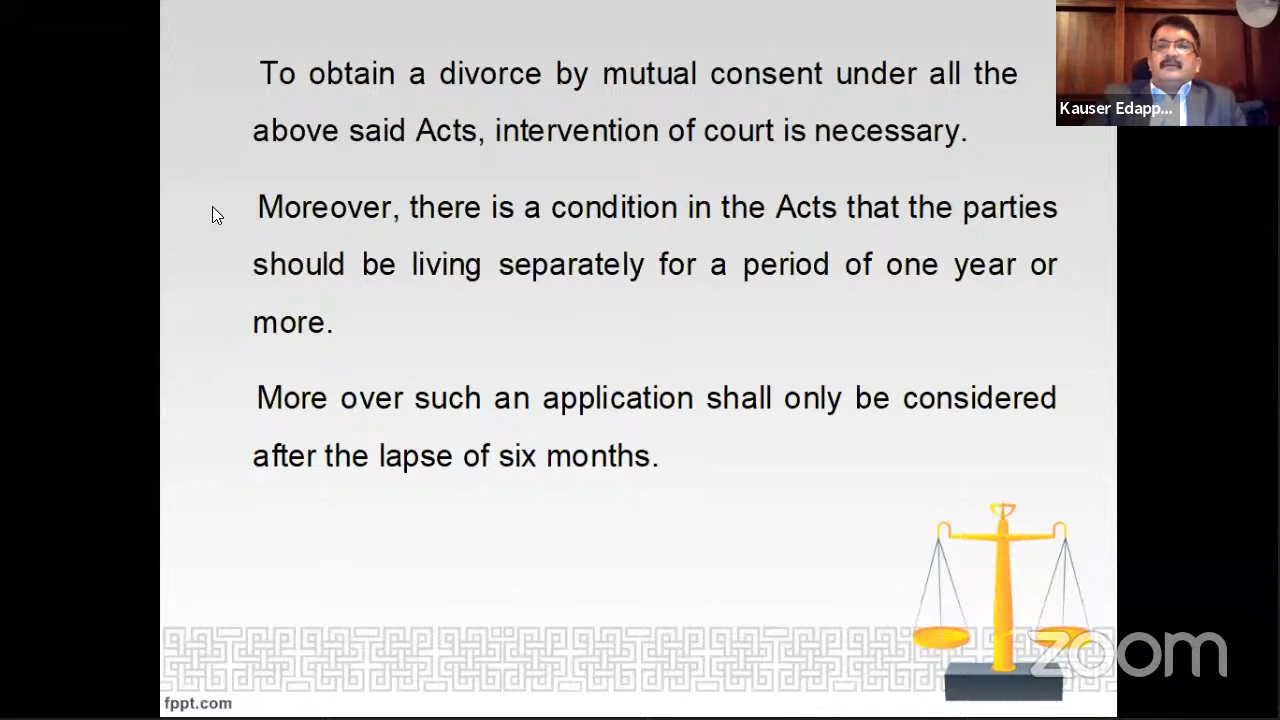 To obtain a divorce by mutual consent under all the
above said Acts, intervention of court is necessary.
Moreover, there is a condition in the Acts that the parties
should be living separately for a period of one year or
more.
More over such an application shall only be considered
after the lapse of six months.
Kauser Edapp...
zoom
fppt.com